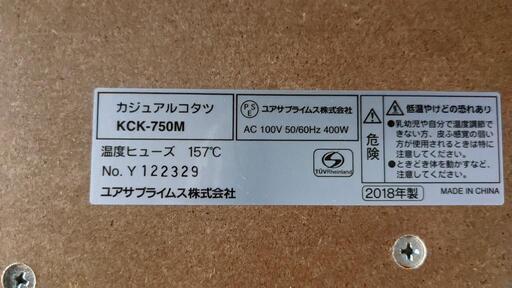 カジュアルコタツ
KCK-750M
温度ヒューズ 157℃
No. Y 122329
ユアサプライムス株式会社
PS
E
ユアサプライムス株式会社
AC 100V 50/60Hz 400W
TÜVRheinland
危険
低温やけどの恐れあり
●乳幼児や自分で温度調節で
きない方、皮ふ感覚の弱い
方が使用されるときは特に
注意してください。
●ときどき体を動かすなど、
注意してください。
2018年製
MADE IN CHINA